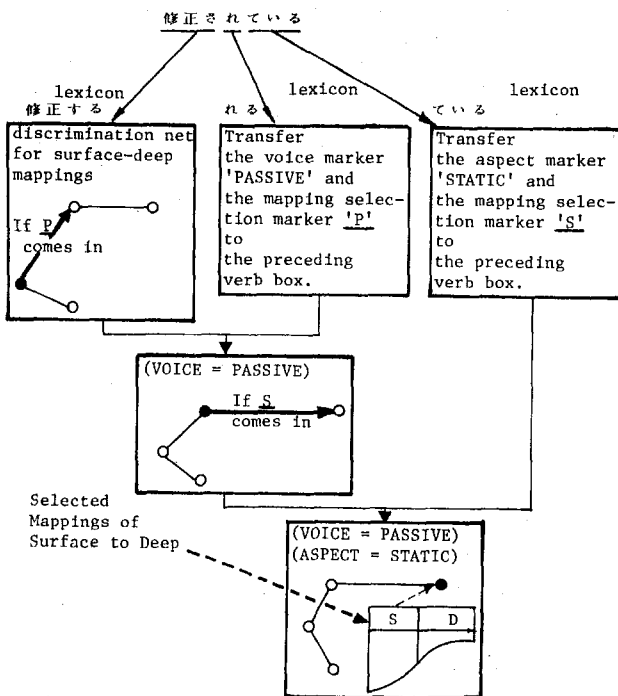 修正されている
lexicon
lexicon
lexicon
修正する
れる
ている
discrimination net
for surface-deep
mappings
If P
comes in
Transfer
the voice marker
'PASSIVE' and
the mapping selec-
tion marker 'P'
to
the preceding
verb box.
Transfer
the aspect marker
'STATIC' and
the mapping selec-
tion marker 'S'
to
the preceding
verb box.
(VOICE = PASSIVE)
If S
comes in
Selected
Mappings of
Surface to Deep
(VOICE = PASSIVE)
(ASPECT = STATIC)
S D